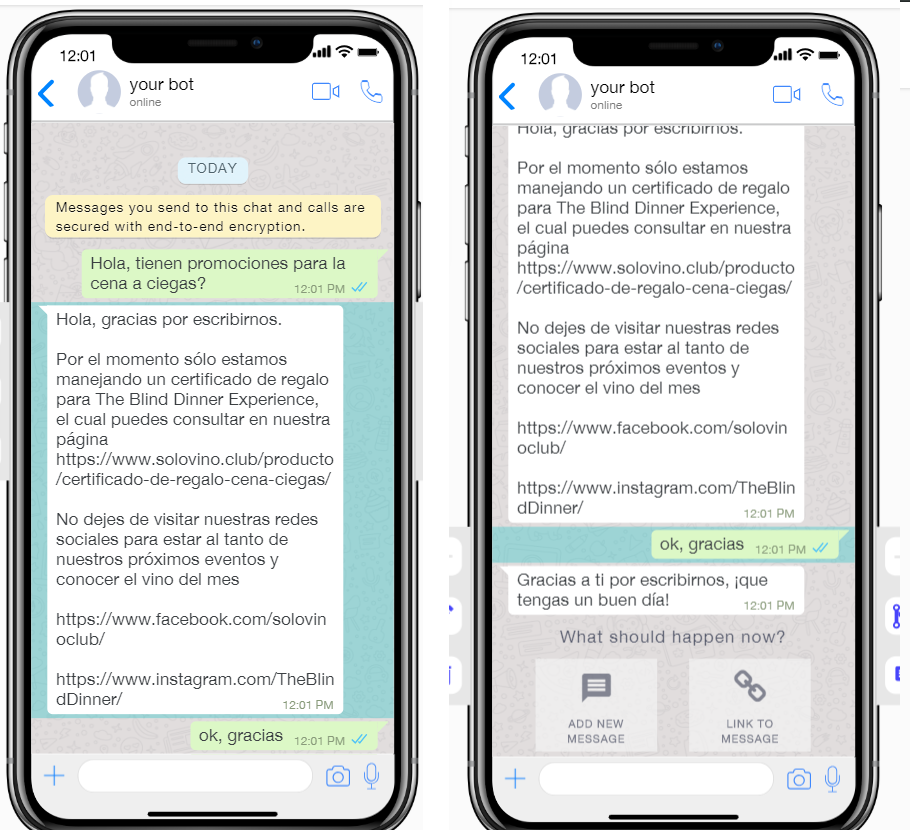 12:01
your bot
online
TODAY
Messages you send to this chat and calls are
secured with end-to-end encryption.
Hola, tienen promociones para la
cena a ciegas?
12:01 PM
Hola, gracias por escribirnos.
Por el momento sólo estamos
manejando un certificado de regalo
para The Blind Dinner Experience,
el cual puedes consultar en nuestra
página
https://www.solovino.club/producto
/certificado-de-regalo-cena-ciegas/
No dejes de visitar nuestras redes
sociales para estar al tanto de
nuestros próximos eventos y
conocer el vino del mes
https://www.facebook.com/solovin
oclub/
https://www.instagram.com/TheBlin
dDinner/
12:01 PM
ok, gracias 12:01 PM
12:01
your bot
online
Hola, gracias por escribirnos.
Por el momento sólo estamos
manejando un certificado de regalo
para The Blind Dinner Experience,
el cual puedes consultar en nuestra
página
https://www.solovino.club/producto
/certificado-de-regalo-cena-ciegas/
No dejes de visitar nuestras redes
sociales para estar al tanto de
nuestros próximos eventos y
conocer el vino del mes
https://www.facebook.com/solovin
oclub/
https://www.instagram.com/TheBlin
dDinner/
12:01 PM
ok, gracias 12:01 PM
Gracias a ti por escribirnos, ¡que
tengas un buen día!
12:01 PM
What should happen now?
ADD NEW
MESSAGE
LINK TO
MESSAGE